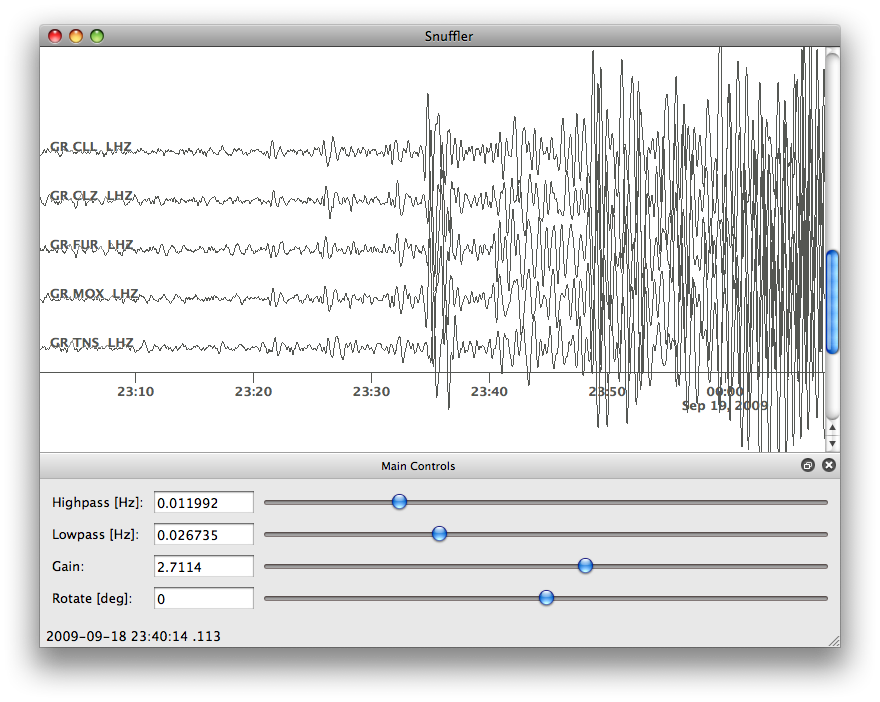 Snuffler
GR CLL LHZ
GR CLZ LHZ
GR FUR LHZ
GR MOX LHZ
GR TNS LHZ
23:10 23:20 23:30 23:40 23:50 00:00
Sep 19, 2009
Main Controls
Highpass [Hz]: 0.011992
Lowpass [Hz]: 0.026735
Gain: 2.7114
Rotate [deg]: 0
2009-09-18 23:40:14 .113